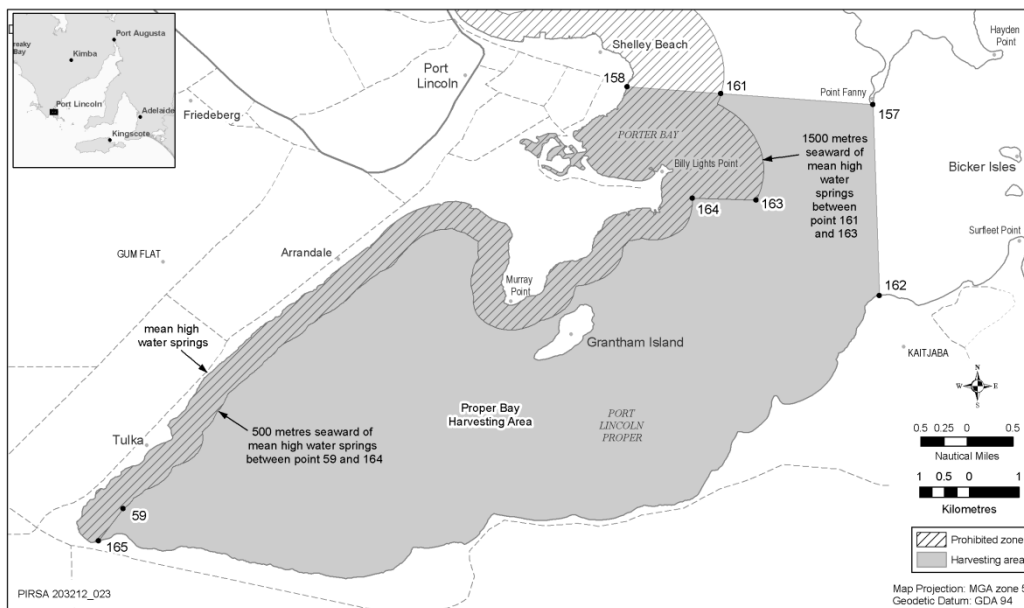 reaky
Bay
Port Augusta
Kimba
Port Lincoln
Adelaide
Kingscote
Friedeberg
Port
Lincoln
Shelley Beach
Hayden
Point
158
161
Point Fanny
157
PORTER BAY
Billy Lights Point
1500 metres
seaward of
mean high
water
springs
between
point 161
and 163
Bicker Isles
164
163
Surfleet Point
GUM FLAT
Arrandale
Murray
Point
162
mean high
water springs
Grantham Island
KAITJABA
N
W
E
S
Proper Bay
Harvesting Area
PORT
LINCOLN
PROPER
500 metres seaward of
mean high water springs
between point 59 and 164
Tulka
0.5 0.25 0 0.5
Nautical Miles
1 0.5 0 1
Kilometres
59
165
Prohibited zone
Harvesting area
PIRSA 203212_023
Map Projection: MGA zone
Geodetic Datum: GDA 94